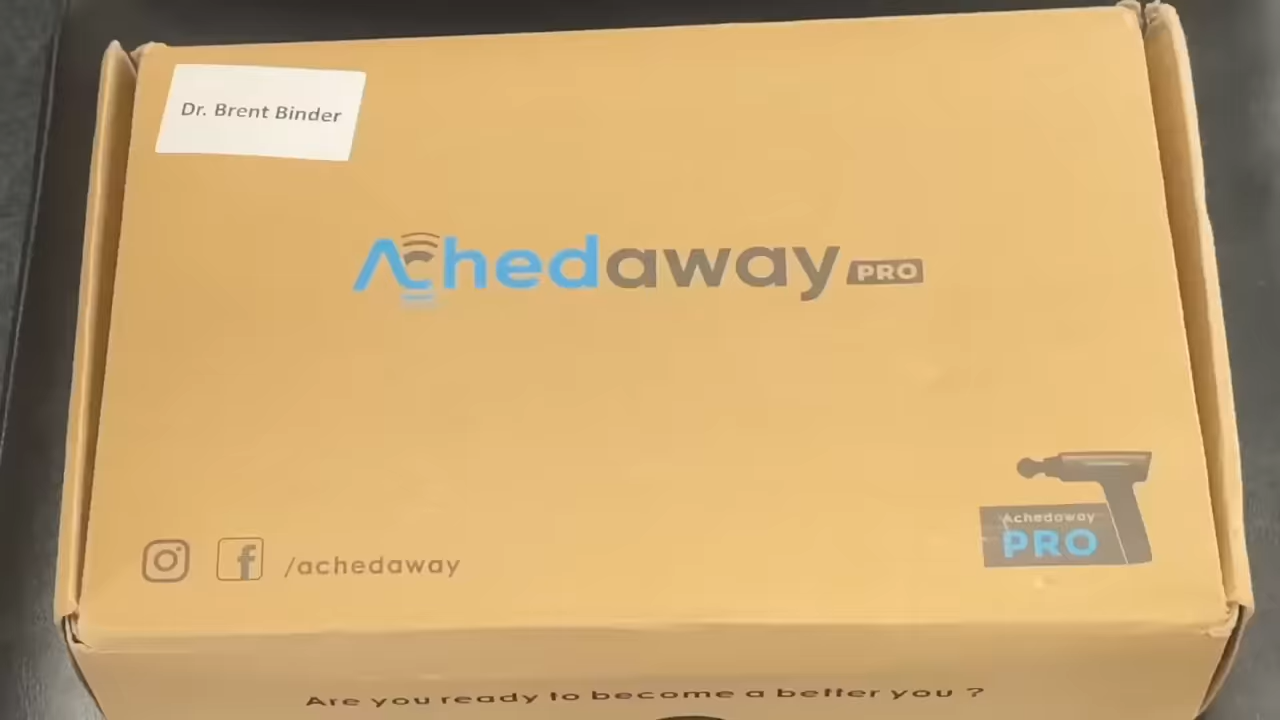 Dr. Brent Binder
Achedaway PRO
Achedaway
PRO
/achedaway
Are you ready to become a better you ?